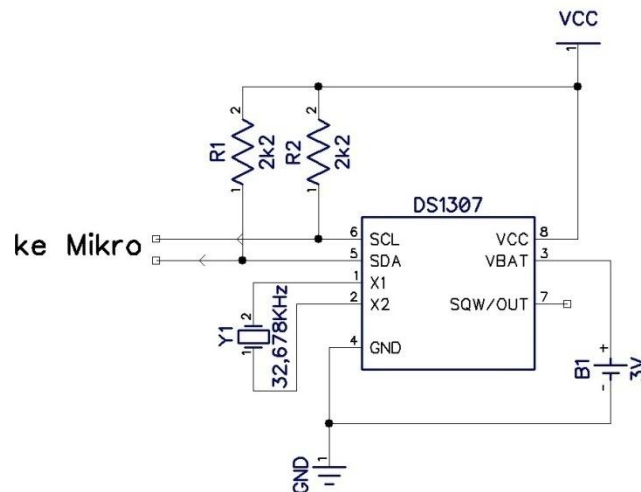 VCC
1
2
2
R1
2k2
R2
2k2
1
1
DS1307
ke Mikro
6
SCL
VCC
8
5
SDA
VBAT
3
1
X1
2
X2
SQW/OUT
7
2
Y1
1
32,678KHz
4
GND
+
B1
3V
-
1
GND